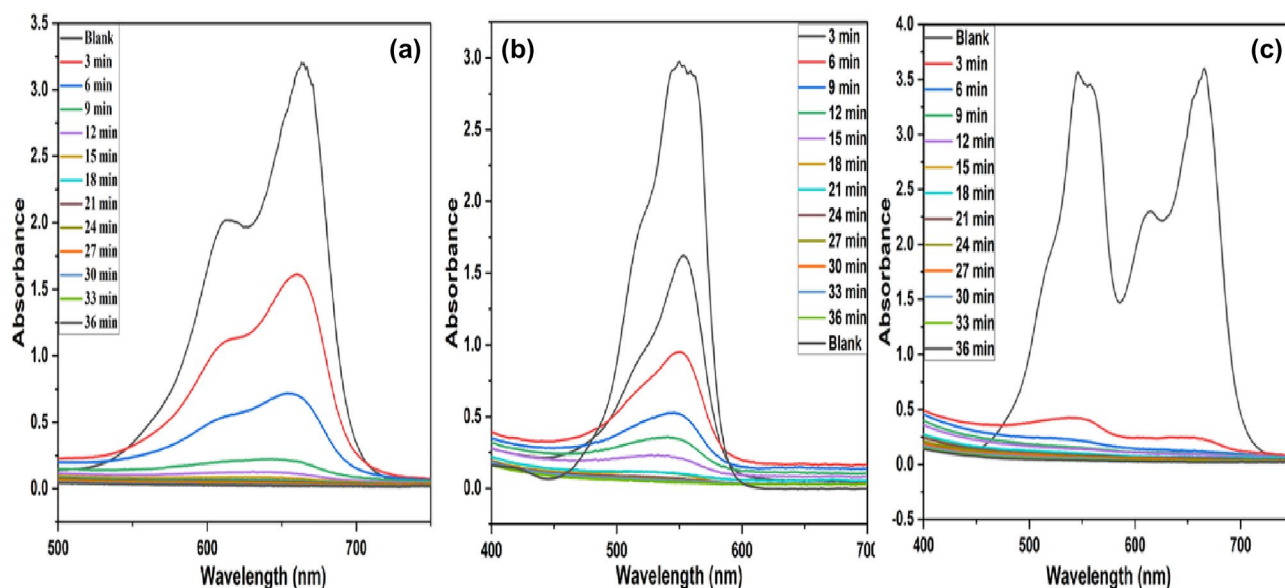 (a)
Absorbance
3.5
3.0
2.5
2.0
1.5
1.0
0.5
0.0
Blank
3 min
6 min
9 min
12 min
15 min
18 min
21 min
24 min
27 min
30 min
33 min
36 min
500 600 700
Wavelength (nm)
(b)
Absorbance
3.0
2.5
2.0
1.5
1.0
0.5
0.0
3 min
6 min
9 min
12 min
15 min
18 min
21 min
24 min
27 min
30 min
33 min
36 min
Blank
400 500 600 700
Wavelength (nm)
(c)
Absorbance
4.0
3.5
3.0
2.5
2.0
1.5
1.0
0.5
0.0
-0.5
Blank
3 min
6 min
9 min
12 min
15 min
18 min
21 min
24 min
27 min
30 min
33 min
36 min
400 500 600 700
Wavelength (nm)